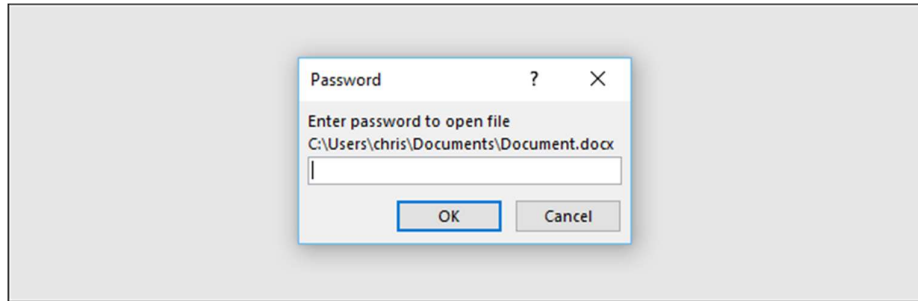 Password ?
Enter password to open file
C:\Users\chris\Documents\Document.docx
OK Cancel